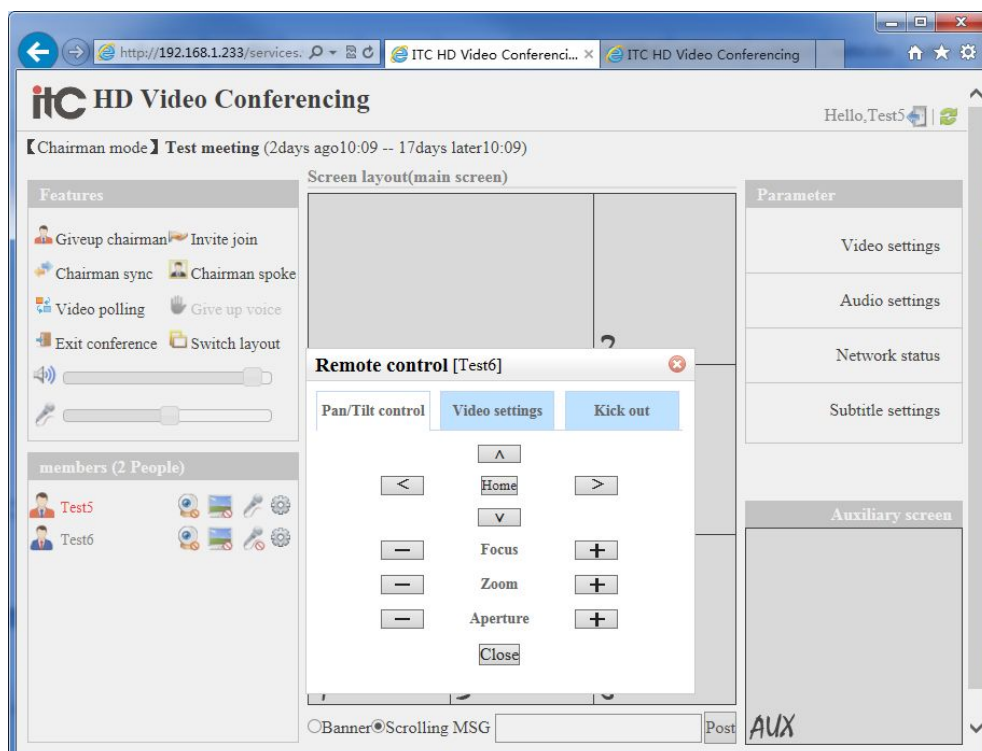 http://192.168.1.233/services.
ITC HD Video Conferenci...
ITC HD Video Conferencing
itC HD Video Conferencing
Hello,Test5
【Chairman mode】 Test meeting (2days ago10:09 -- 17days later10:09)
Features
Giveup chairman Invite join
Chairman sync Chairman spoke
Video polling Give up voice
Exit conference Switch layout
members (2 People)
Test5
Test6
Screen layout(main screen)
2
Remote control [Test6]
Pan/Tilt control Video settings Kick out
˄
< Home >
˅
− Focus +
− Zoom +
− Aperture +
Close
Banner Scrolling MSG Post
Parameter
Video settings
Audio settings
Network status
Subtitle settings
Auxiliary screen
AUX